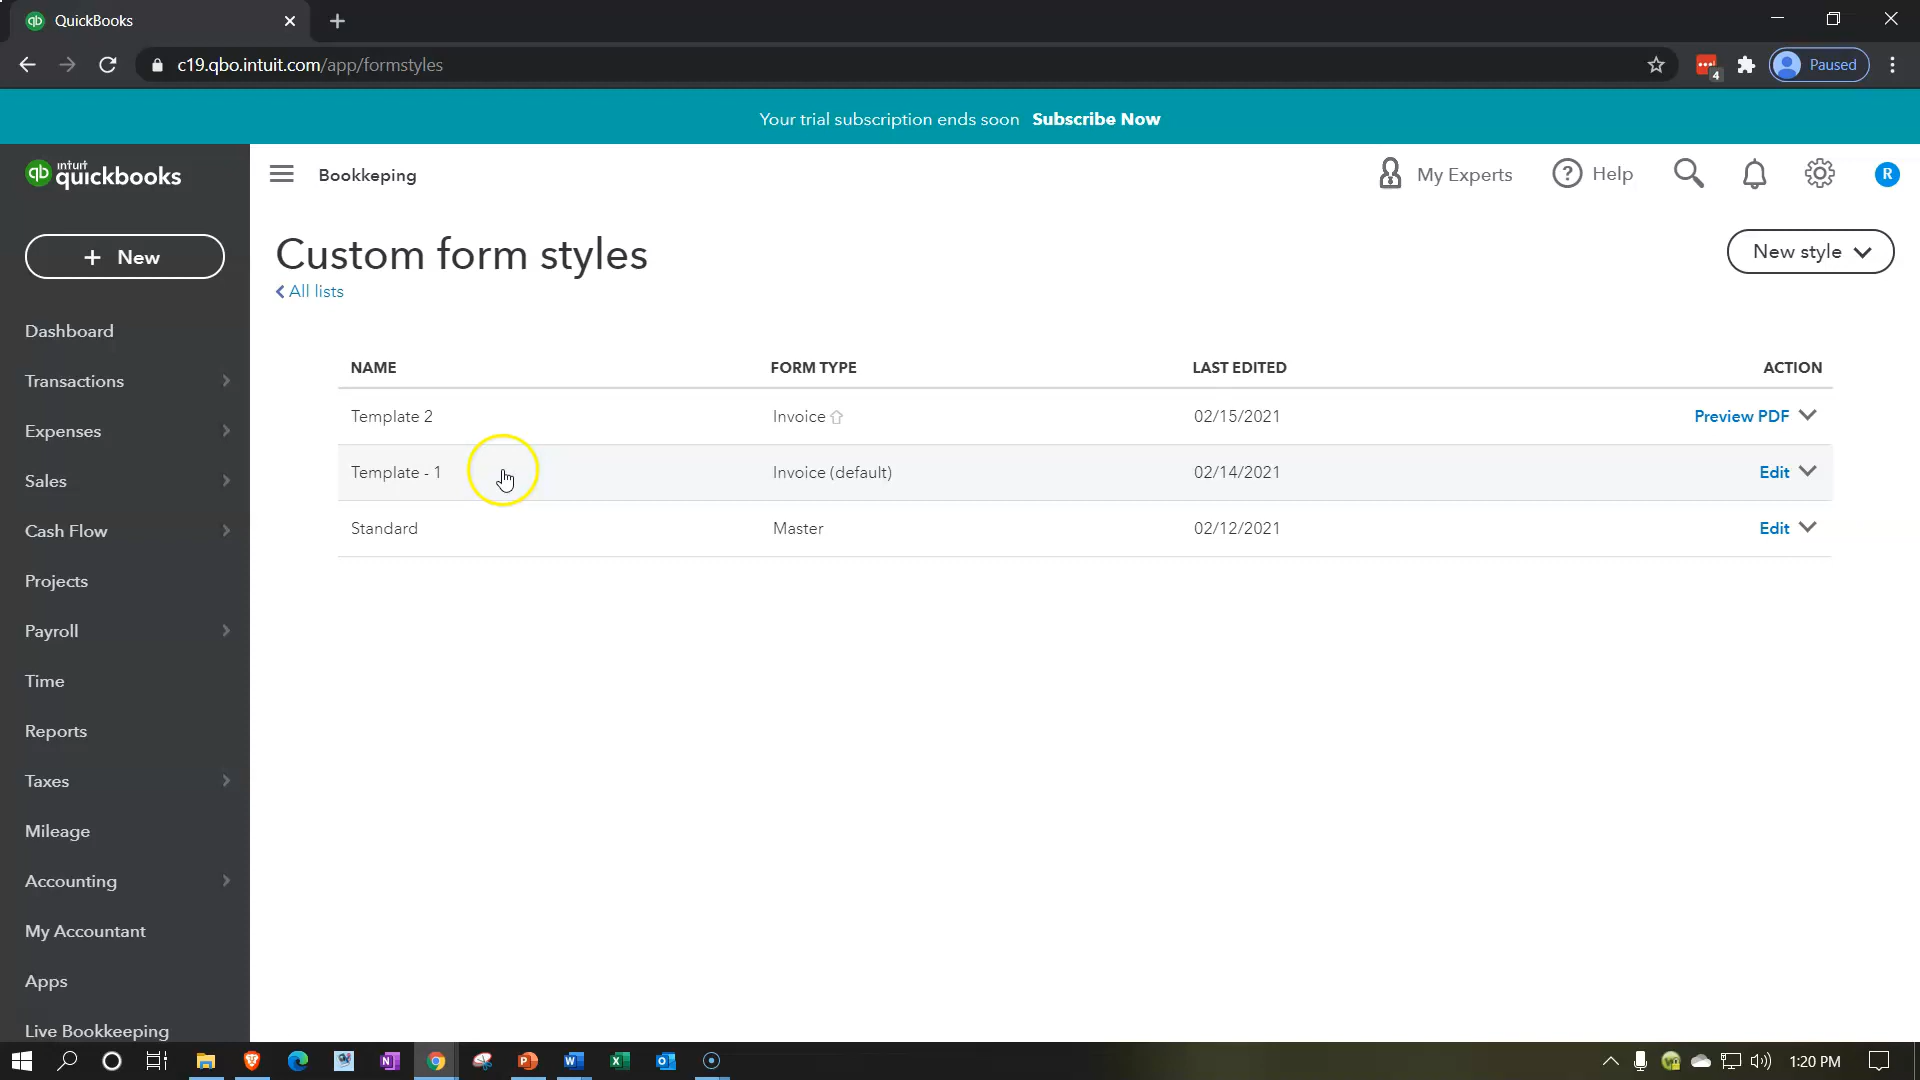 QuickBooks
c19.qbo.intuit.com/app/formstyles
4
Paused
Your trial subscription ends soon Subscribe Now
qb intuit quickbooks
Bookkeping
My Experts
? Help
R
+ New
Custom form styles
All lists
New style
Dashboard
Transactions
Expenses
Sales
Cash Flow
Projects
Payroll
Time
Reports
Taxes
Mileage
Accounting
My Accountant
Apps
Live Bookkeeping
NAME FORM TYPE LAST EDITED ACTION
Template 2 Invoice 02/15/2021 Preview PDF
Template - 1 Invoice (default) 02/14/2021 Edit
Standard Master 02/12/2021 Edit
1:20 PM